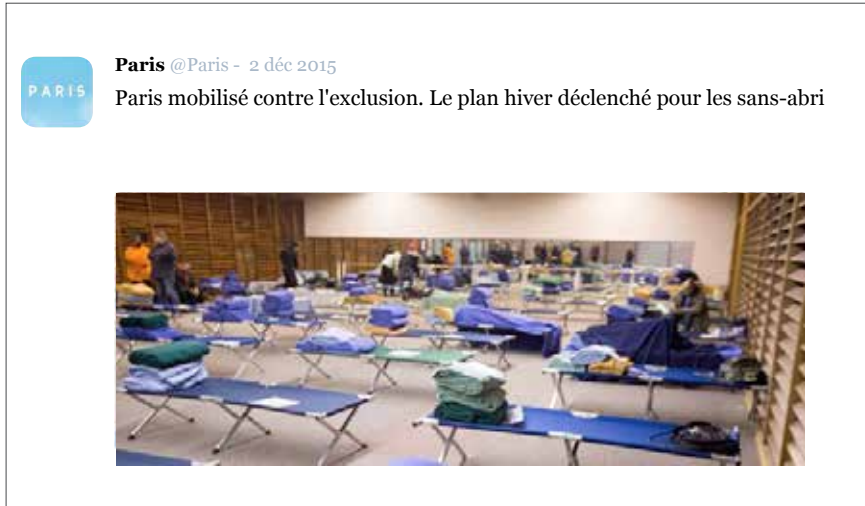 PARIS
Paris @Paris - 2 déc 2015
Paris mobilisé contre l'exclusion. Le plan hiver déclenché pour les sans-abri